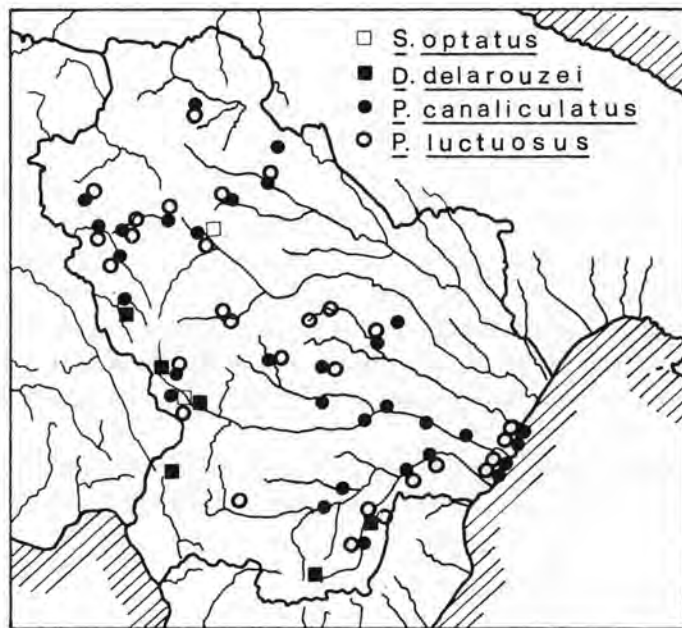 □ S. optatus
■ D. delarouzei
● P. canaliculatus
○ P. luctuosus